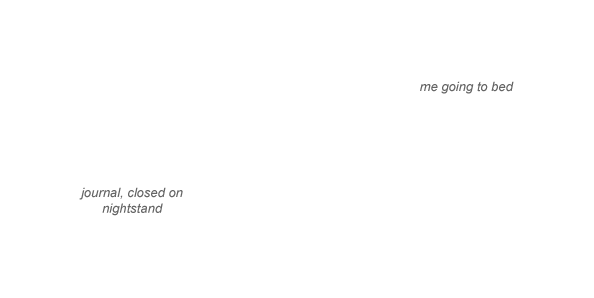 me going to bed
journal, closed on
nightstand